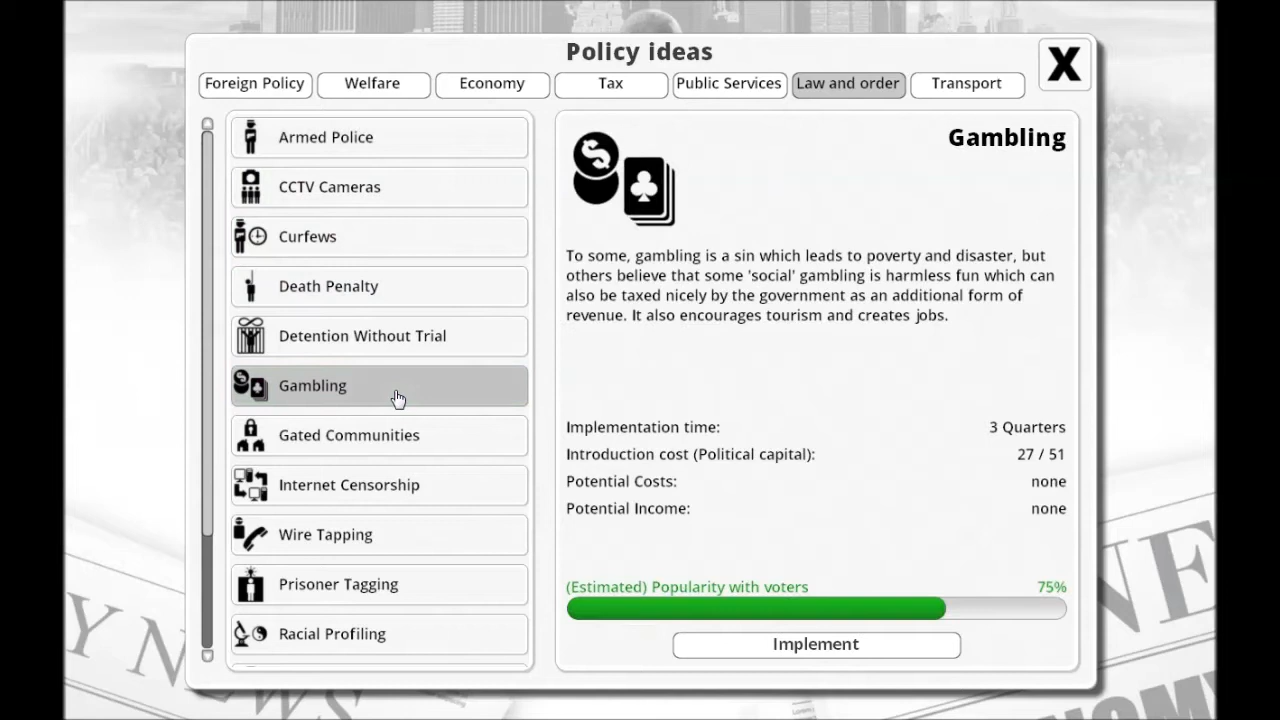 Policy ideas
X
Foreign Policy
Welfare
Economy
Tax
Public Services
Law and order
Transport
Armed Police
CCTV Cameras
Curfews
Death Penalty
Detention Without Trial
Gambling
Gated Communities
Internet Censorship
Wire Tapping
Prisoner Tagging
Racial Profiling
Gambling
To some, gambling is a sin which leads to poverty and disaster, but
others believe that some 'social' gambling is harmless fun which can
also be taxed nicely by the government as an additional form of
revenue. It also encourages tourism and creates jobs.
Implementation time: 3 Quarters
Introduction cost (Political capital): 27 / 51
Potential Costs: none
Potential Income: none
(Estimated) Popularity with voters 75%
Implement